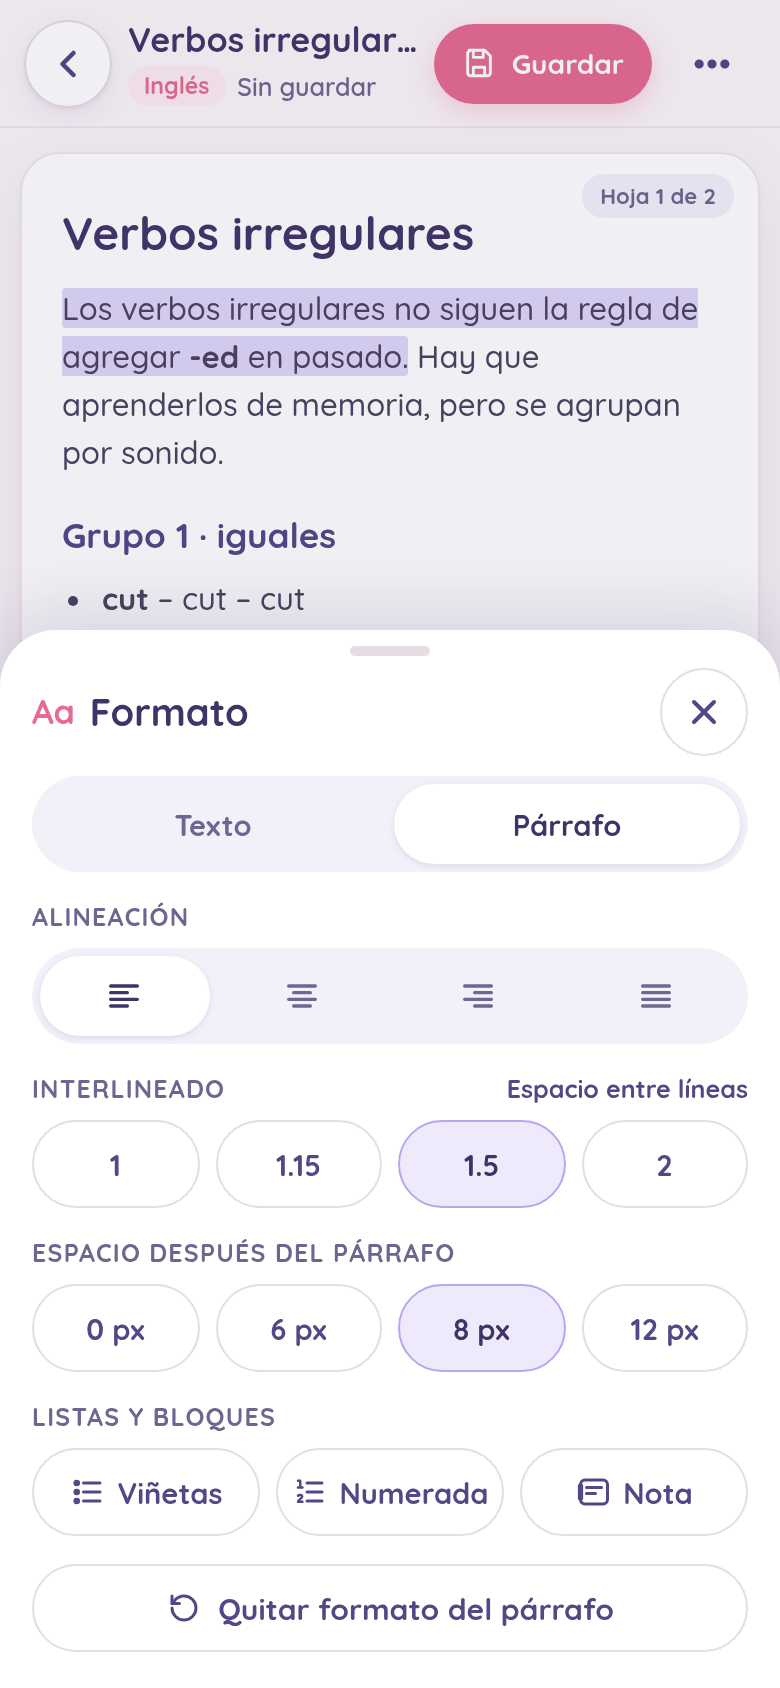 Verbos irregular...
Guardar
Inglés
Sin guardar
Hoja 1 de 2
Verbos irregulares
Los verbos irregulares no siguen la regla de
agregar -ed en pasado. Hay que
aprenderlos de memoria, pero se agrupan
por sonido.
Grupo 1 · iguales
• cut – cut – cut
Aa Formato
Texto
Párrafo
ALINEACIÓN
INTERLINEADO
Espacio entre líneas
1
1.15
1.5
2
ESPACIO DESPUÉS DEL PÁRRAFO
0 px
6 px
8 px
12 px
LISTAS Y BLOQUES
Viñetas
Numerada
Nota
Quitar formato del párrafo